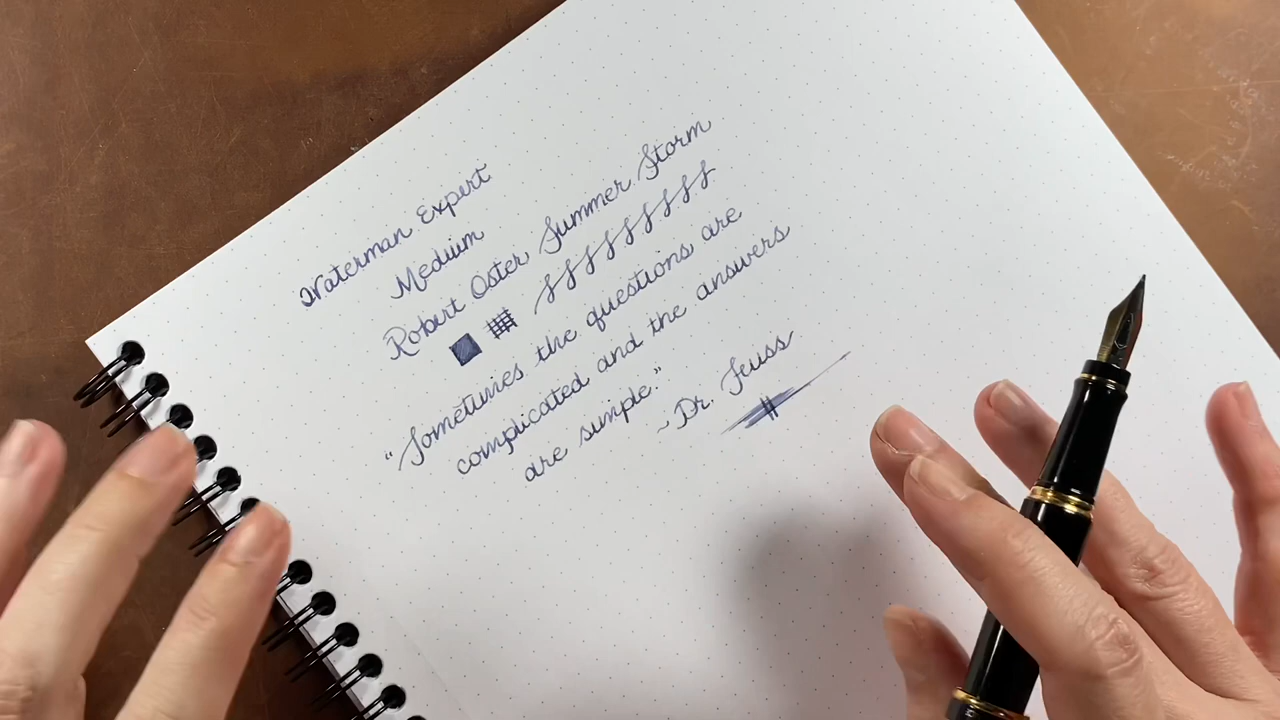 Waterman Expert
Medium
Robert Oster Summer Storm
"Sometimes the questions are
complicated and the answers
are simple."
~Dr. Seuss